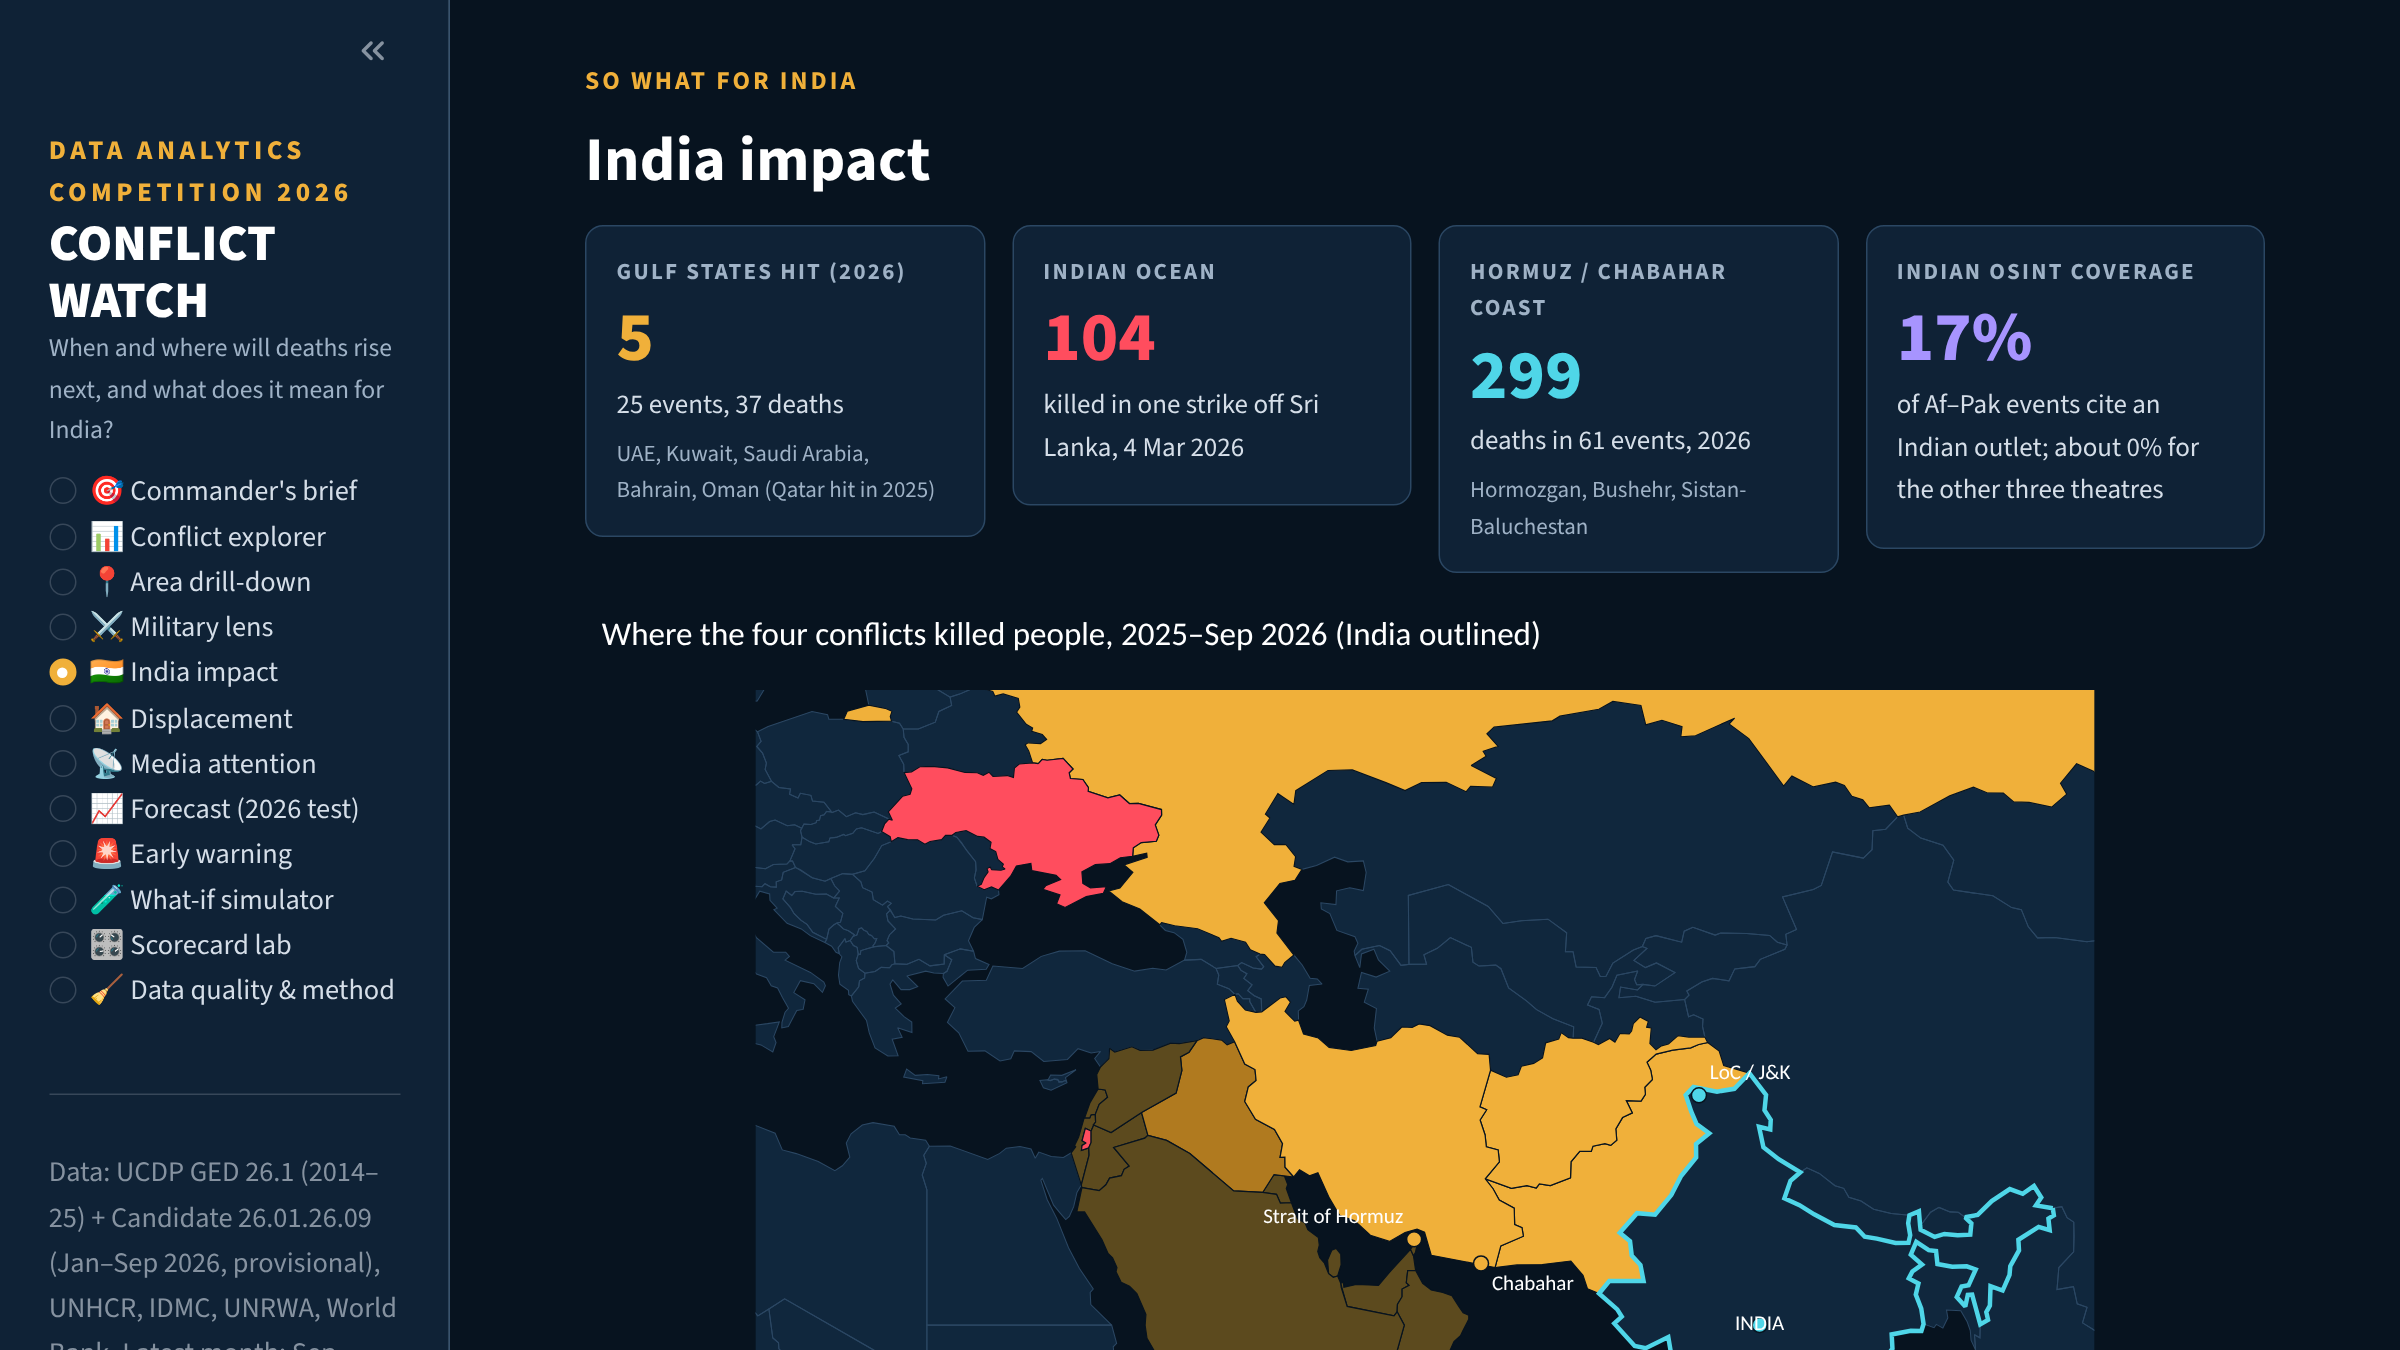 DATA ANALYTICS
COMPETITION 2026
CONFLICT
WATCH
When and where will deaths rise
next, and what does it mean for
India?
Commander's brief
Conflict explorer
Area drill-down
Military lens
India impact
Displacement
Media attention
Forecast (2026 test)
Early warning
What-if simulator
Scorecard lab
Data quality & method
Data: UCDP GED 26.1 (2014–
25) + Candidate 26.01.26.09
(Jan–Sep 2026, provisional),
UNHCR, IDMC, UNRWA, World
Bank. Latest month: Sep
SO WHAT FOR INDIA
India impact
GULF STATES HIT (2026)
5
25 events, 37 deaths
UAE, Kuwait, Saudi Arabia,
Bahrain, Oman (Qatar hit in 2025)
INDIAN OCEAN
104
killed in one strike off Sri
Lanka, 4 Mar 2026
HORMUZ / CHABAHAR
COAST
299
deaths in 61 events, 2026
Hormozgan, Bushehr, Sistan-
Baluchestan
INDIAN OSINT COVERAGE
17%
of Af–Pak events cite an
Indian outlet; about 0% for
the other three theatres
Where the four conflicts killed people, 2025–Sep 2026 (India outlined)
LoC / J&K
Strait of Hormuz
Chabahar
INDIA